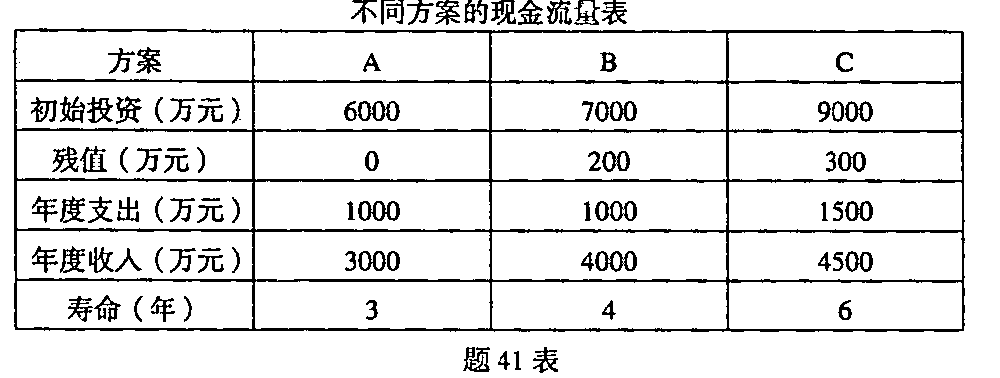 不同方案的现金流量表
方案 A B C
初始投资（万元） 6000 7000 9000
残值（万元） 0 200 300
年度支出（万元） 1000 1000 1500
年度收人（万元） 3000 4000 4500
寿命（年） 3 4 6
题 41 表